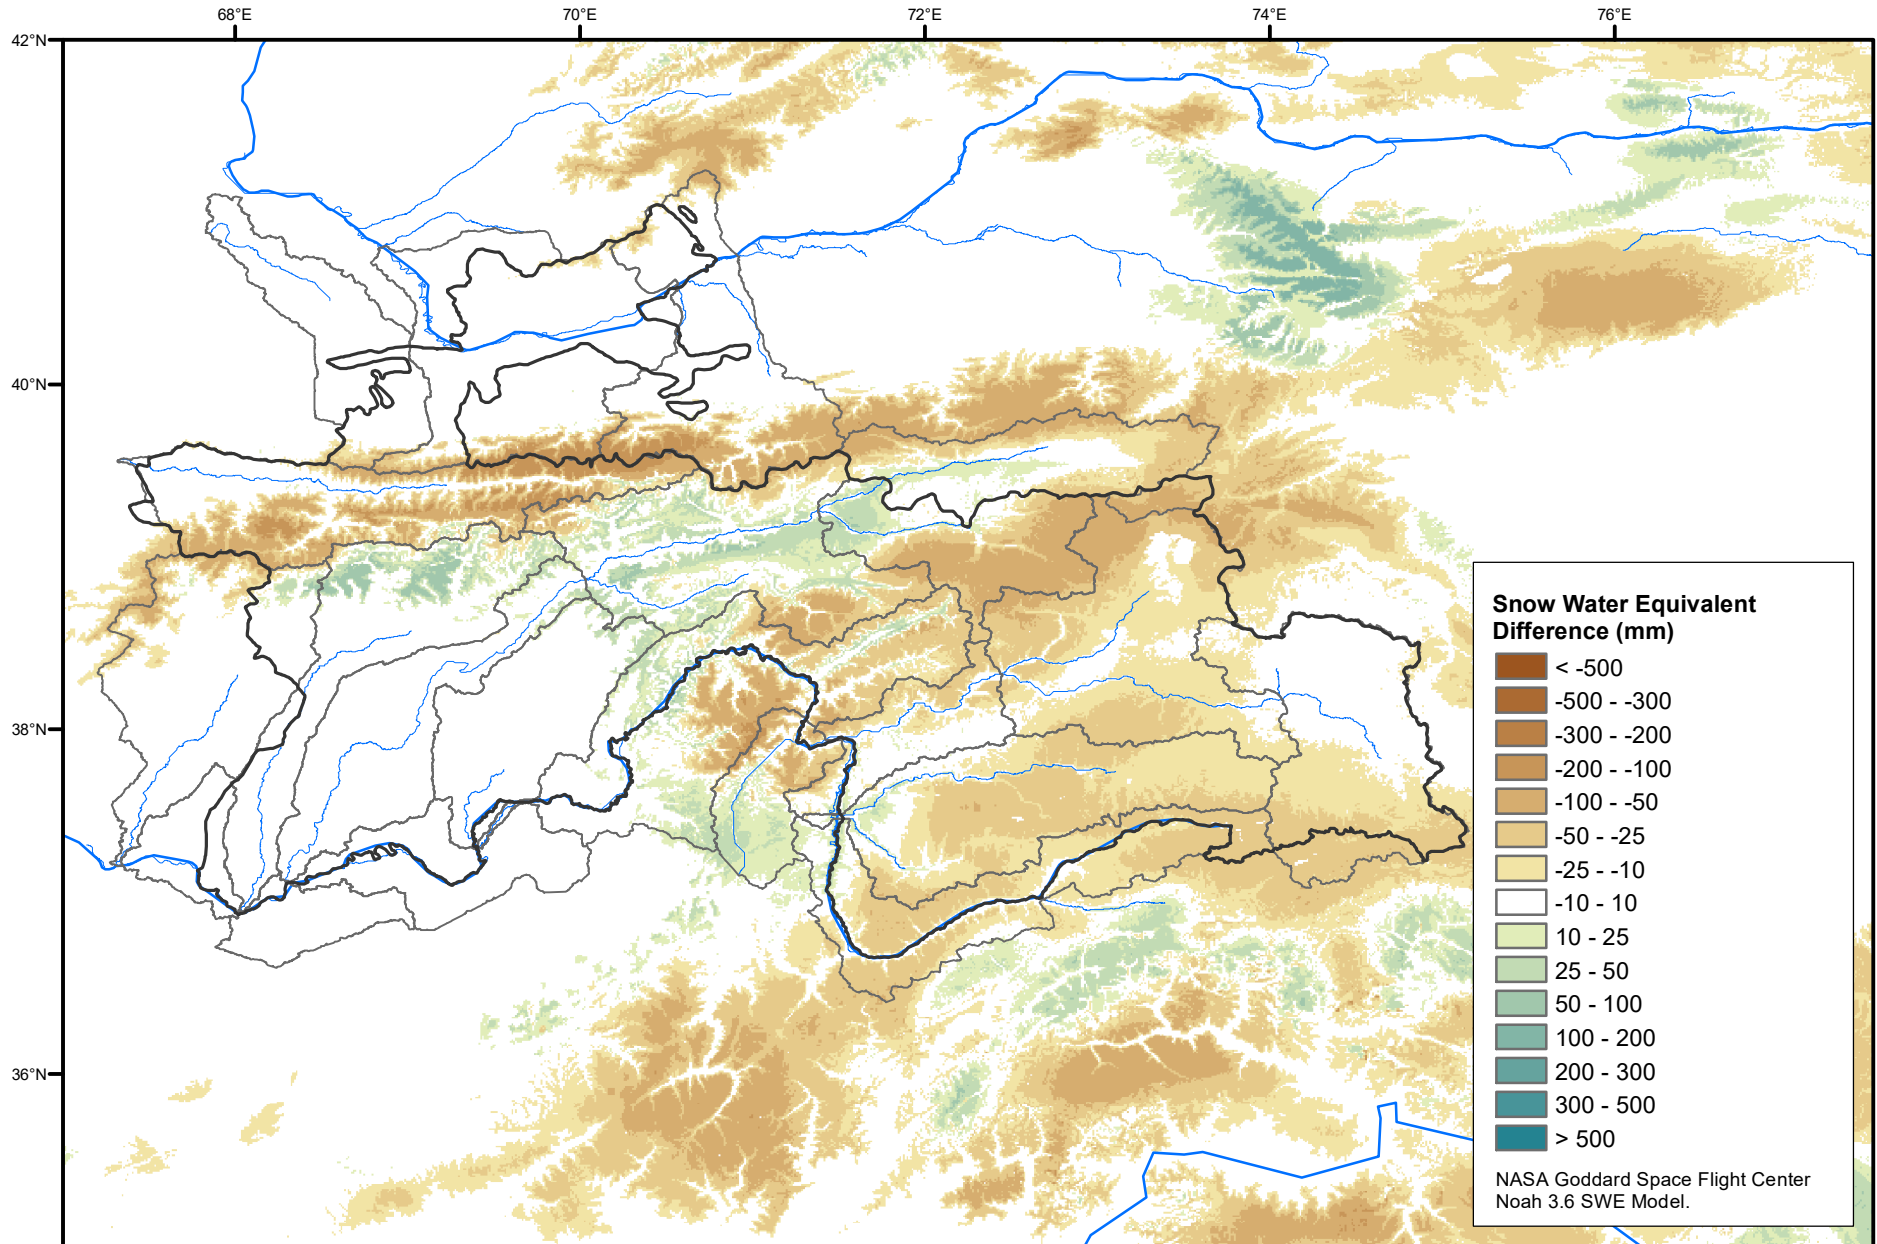 68°E
70°E
72°E
74°E
76°E
42°N
40°N
38°N
36°N
Snow Water Equivalent
Difference (mm)
< -500
-500 - -300
-300 - -200
-200 - -100
-100 - -50
-50 - -25
-25 - -10
-10 - 10
10 - 25
25 - 50
50 - 100
100 - 200
200 - 300
300 - 500
> 500
NASA Goddard Space Flight Center
Noah 3.6 SWE Model.